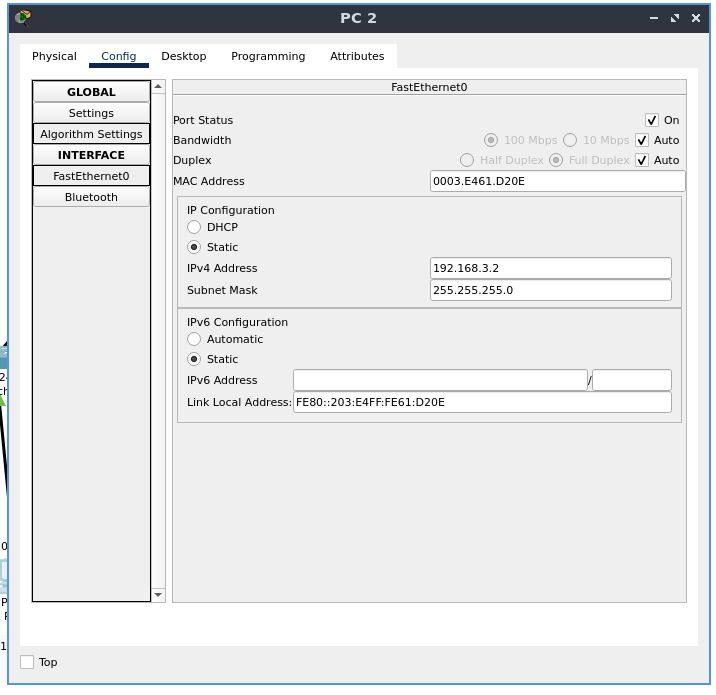 PC 2
Physical Config Desktop Programming Attributes
GLOBAL
Settings
Algorithm Settings
INTERFACE
FastEthernet0
Bluetooth
FastEthernet0
Port Status On
Bandwidth 100 Mbps 10 Mbps Auto
Duplex Half Duplex Full Duplex Auto
MAC Address 0003.E461.D20E
IP Configuration
DHCP
Static
IPv4 Address 192.168.3.2
Subnet Mask 255.255.255.0
IPv6 Configuration
Automatic
Static
IPv6 Address /
Link Local Address: FE80::203:E4FF:FE61:D20E
Top